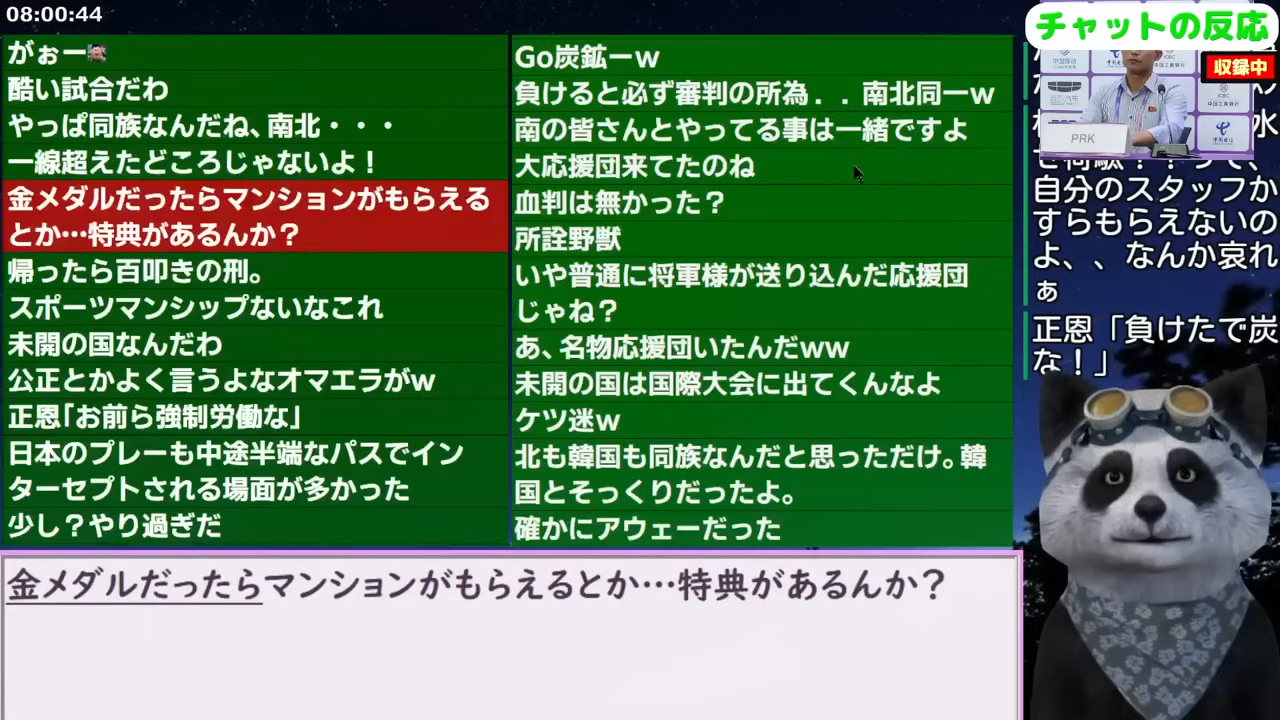 08:00:44
がぉー
酷い試合だわ
やっぱ同族なんだね、南北・・・
一線超えたどころじゃないよ！
金メダルだったらマンションがもらえる
とか…特典があるんか？
帰ったら百叩きの刑。
スポーツマンシップないなこれ
未開の国なんだわ
公正とかよく言うよなオマエラがw
正恩｢お前ら強制労働な｣
日本のプレーも中途半端なパスでイン
ターセプトされる場面が多かった
少し？やり過ぎだ
Go炭鉱ーw
負けると必ず審判の所為．．南北同一w
南の皆さんとやってる事は一緒ですよ
大応援団来てたのね
血判は無かった？
所詮野獣
いや普通に将軍様が送り込んだ応援団
じゃね？
あ、名物応援団いたんだww
未開の国は国際大会に出てくんなよ
ケツ迷w
北も韓国も同族なんだと思っただけ。韓
国とそっくりだったよ。
確かにアウェーだった
チャットの反応
収録中
PRK
自分のスタッフか
すらもらえないの
よ、、なんか哀れ
ぁ
正恩「負けたで炭
な！」
金メダルだったらマンションがもらえるとか…特典があるんか？